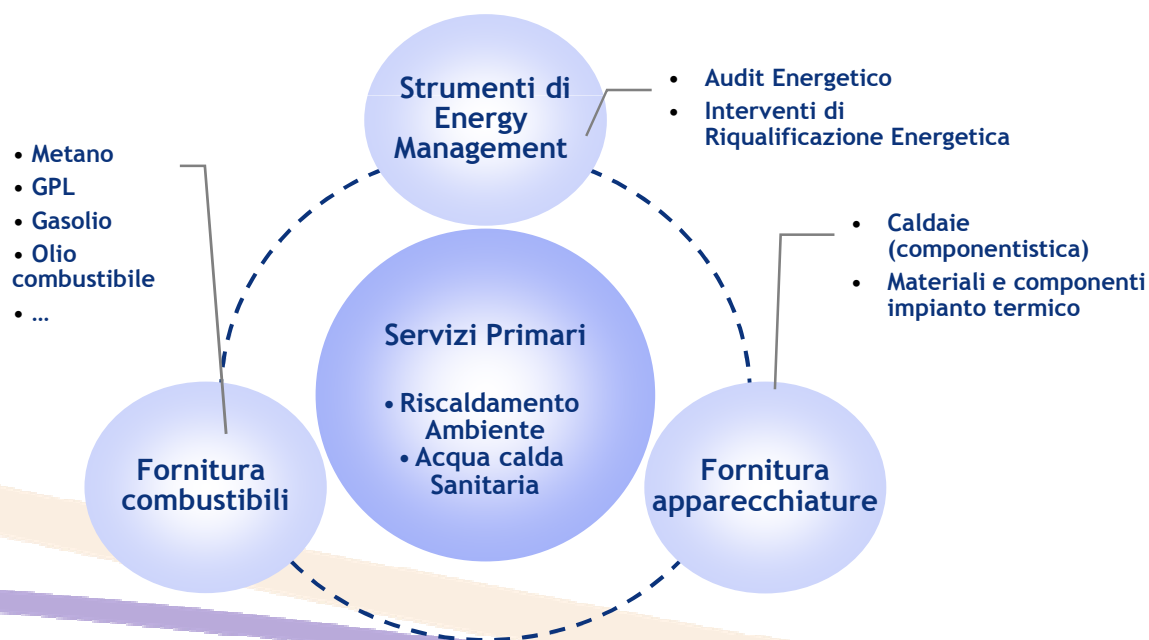 Strumenti di
Energy
Management
• Audit Energetico
• Interventi di
Riqualificazione Energetica
• Metano
• GPL
• Gasolio
• Olio
combustibile
• ...
• Caldaie
(componentistica)
• Materiali e componenti
impianto termico
Servizi Primari
• Riscaldamento
Ambiente
• Acqua calda
Sanitaria
Fornitura
combustibili
Fornitura
apparecchiature